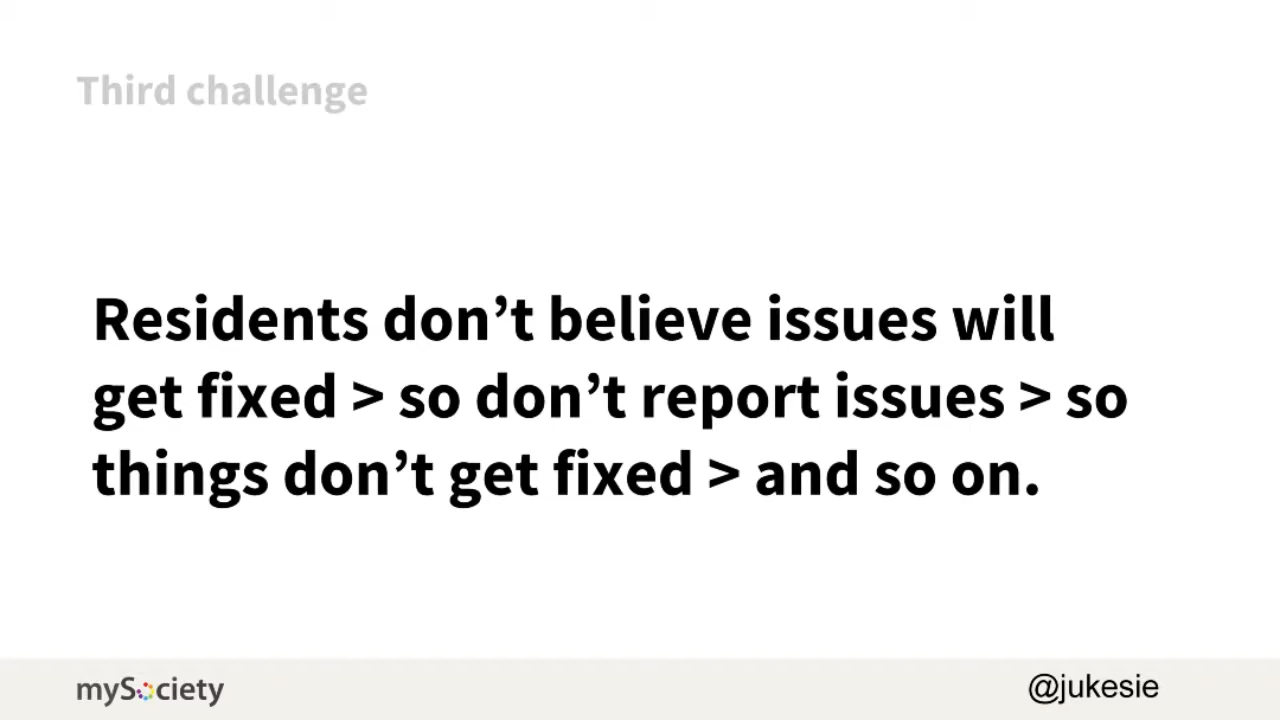 Third challenge
Residents don’t believe issues will
get fixed > so don’t report issues > so
things don’t get fixed > and so on.
mySociety
@jukesie